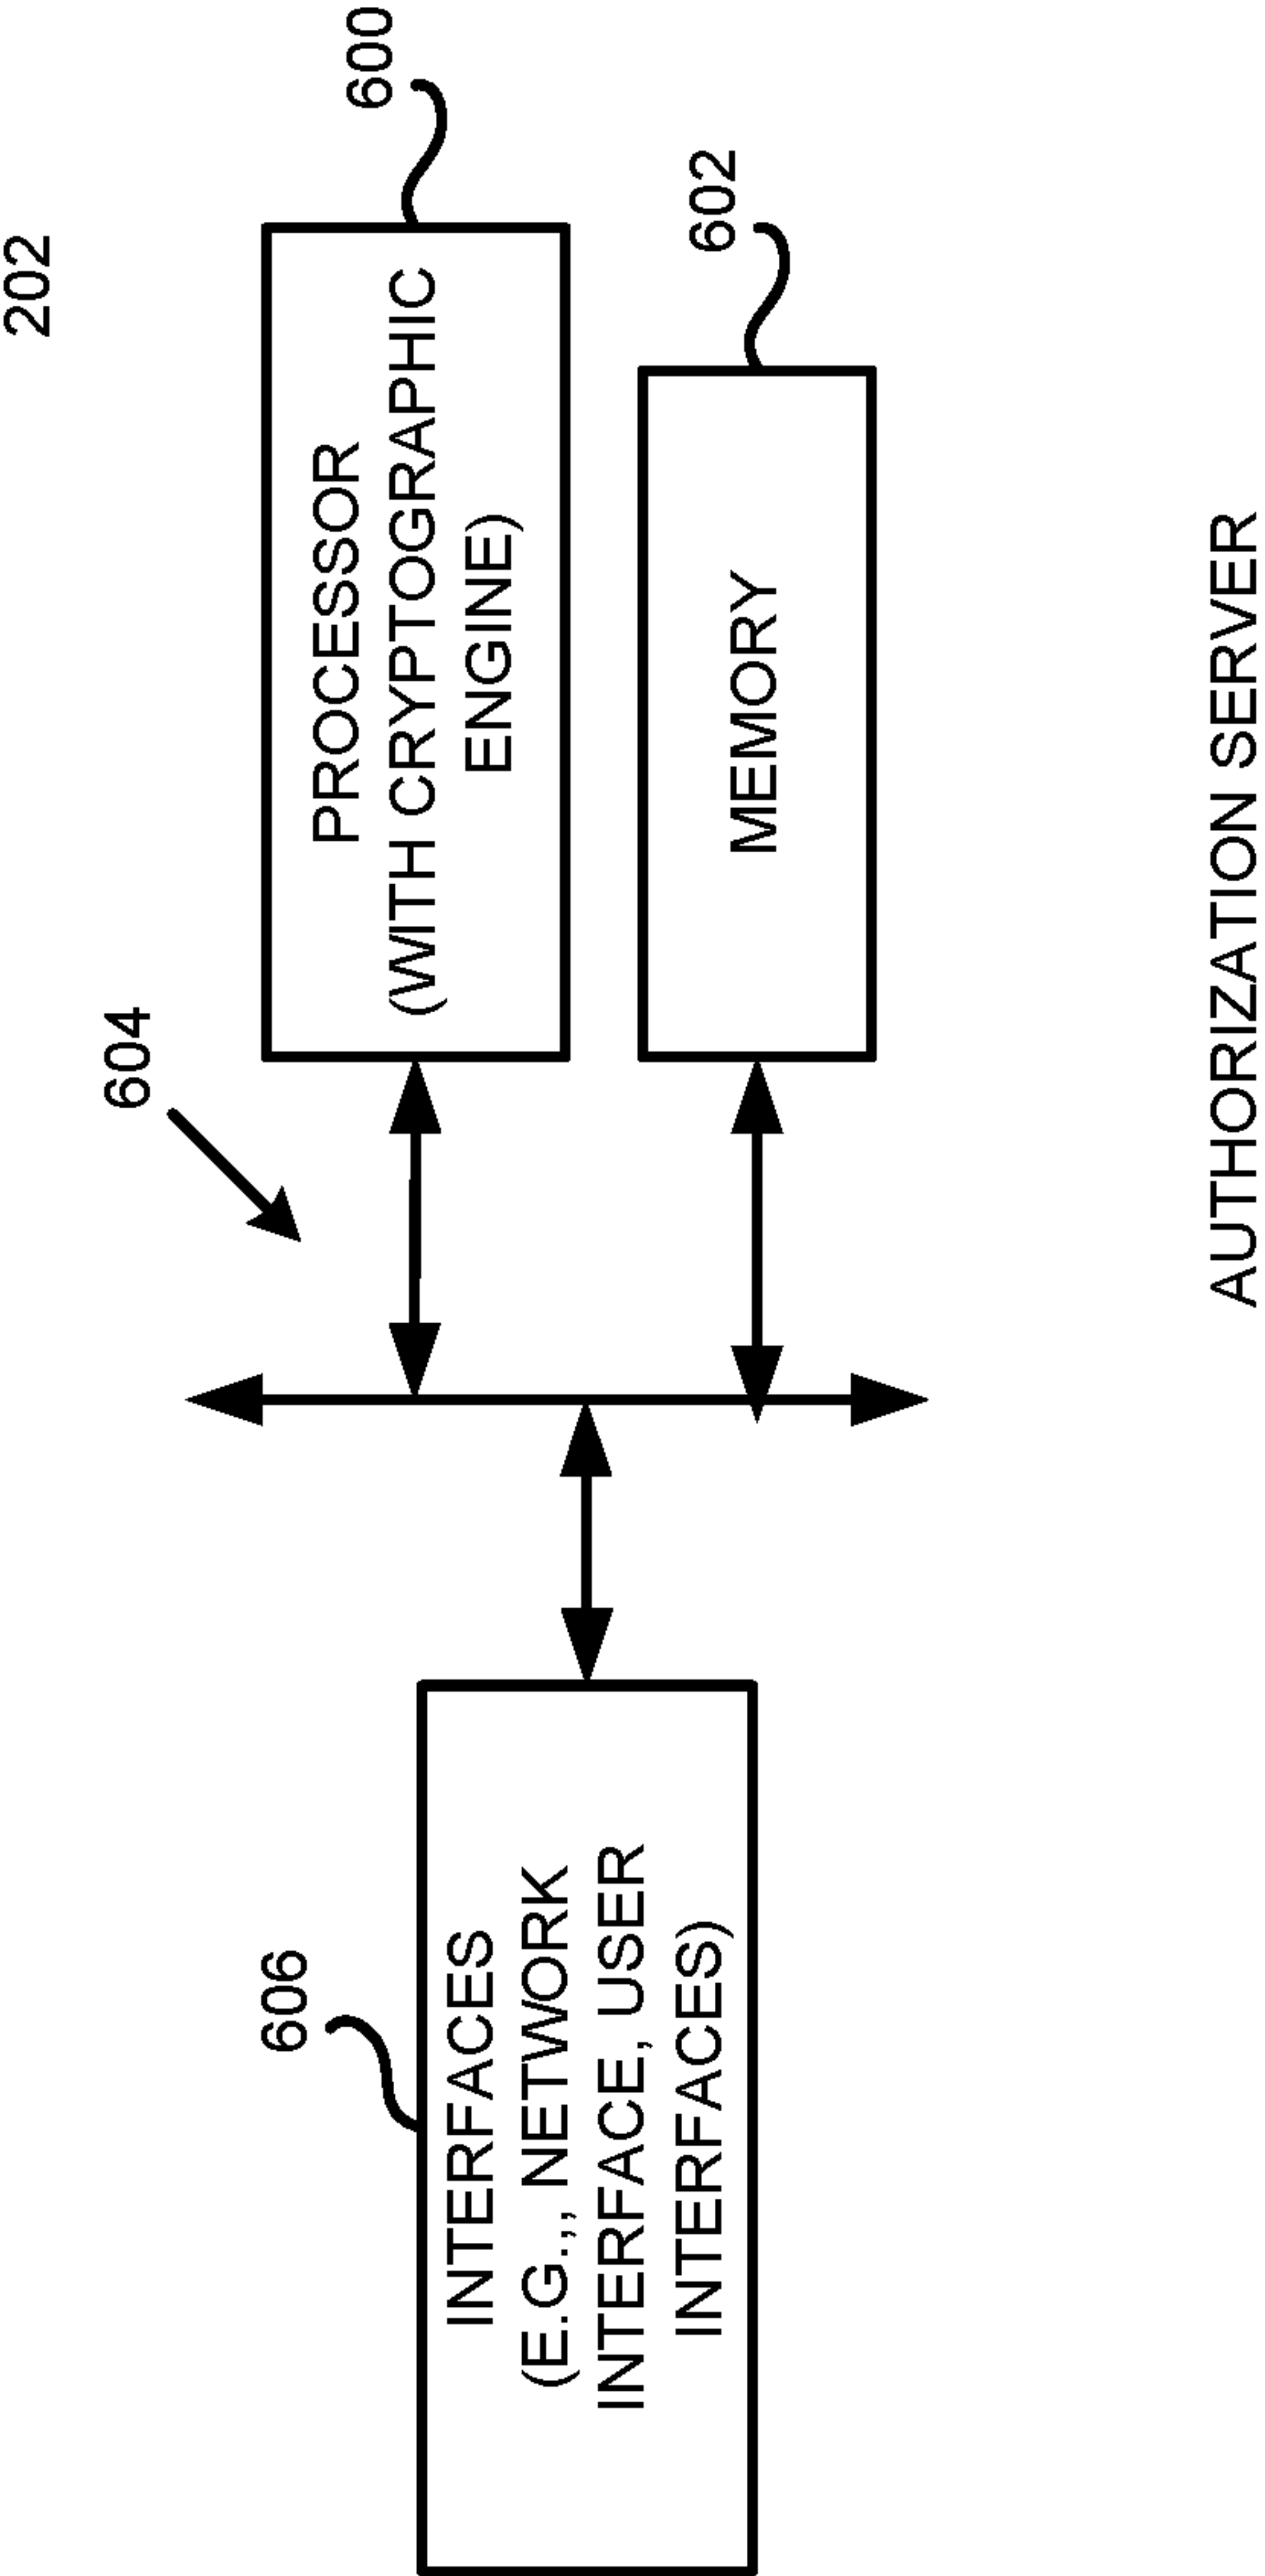 202
600
PROCESSOR
(WITH CRYPTOGRAPHIC
ENGINE)
602
MEMORY
604
606
INTERFACES
(E.G.,, NETWORK
INTERFACE, USER
INTERFACES)
AUTHORIZATION SERVER